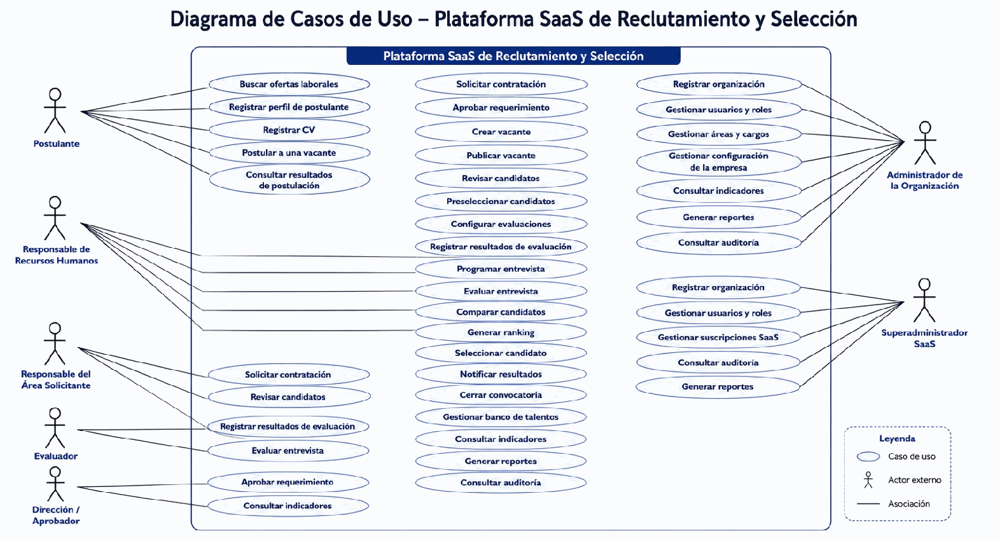 Diagrama de Casos de Uso – Plataforma SaaS de Reclutamiento y Selección
Plataforma SaaS de Reclutamiento y Selección
Postulante
Responsable de
Recursos Humanos
Responsable del
Área Solicitante
Evaluador
Dirección /
Aprobador
Buscar ofertas laborales
Registrar perfil de postulante
Registrar CV
Postular a una vacante
Consultar resultados
de postulación
Solicitar contratación
Revisar candidatos
Registrar resultados de evaluación
Evaluar entrevista
Aprobar requerimiento
Consultar indicadores
Solicitar contratación
Aprobar requerimiento
Crear vacante
Publicar vacante
Revisar candidatos
Preseleccionar candidatos
Configurar evaluaciones
Registrar resultados de evaluación
Programar entrevista
Evaluar entrevista
Comparar candidatos
Generar ranking
Seleccionar candidato
Notificar resultados
Cerrar convocatoria
Gestionar banco de talentos
Consultar indicadores
Generar reportes
Consultar auditoría
Registrar organización
Gestionar usuarios y roles
Gestionar áreas y cargos
Gestionar configuración
de la empresa
Consultar indicadores
Generar reportes
Consultar auditoría
Registrar organización
Gestionar usuarios y roles
Gestionar suscripciones SaaS
Consultar auditoría
Generar reportes
Administrador de
la Organización
Superadministrador
SaaS
Leyenda
Caso de uso
Actor externo
Asociación